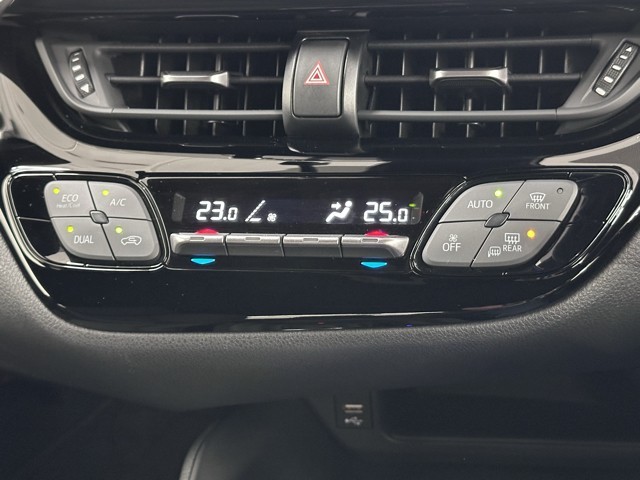 ECO
Heat/Cool
A/C
DUAL
23.0
25.0
AUTO
FRONT
OFF
REAR